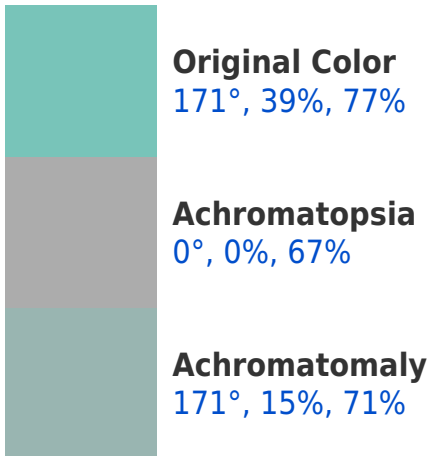 Original Color
171°, 39%, 77%
Achromatopsia
0°, 0%, 67%
Achromatomaly
171°, 15%, 71%